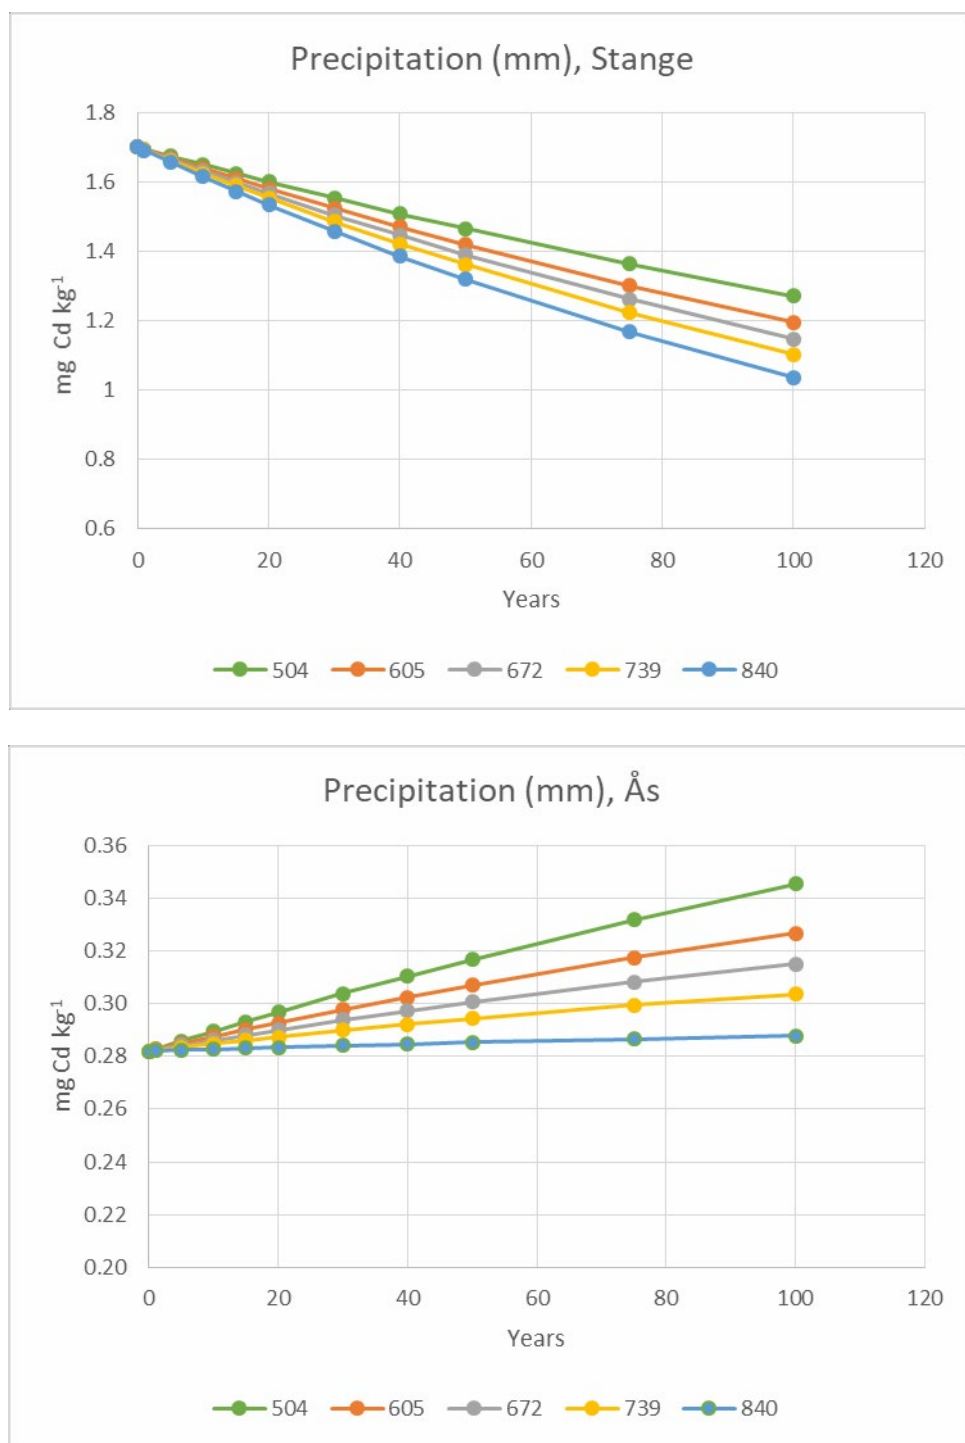 Precipitation (mm), Stange
1.8
1.6
1.4
1.2
1
0.8
0.6
mg Cd kg-1
0 20 40 60 80 100 120
Years
504 605 672 739 840
Precipitation (mm), Ås
0.36
0.34
0.32
0.30
0.28
0.26
0.24
0.22
0.20
mg Cd kg-1
0 20 40 60 80 100 120
Years
504 605 672 739 840